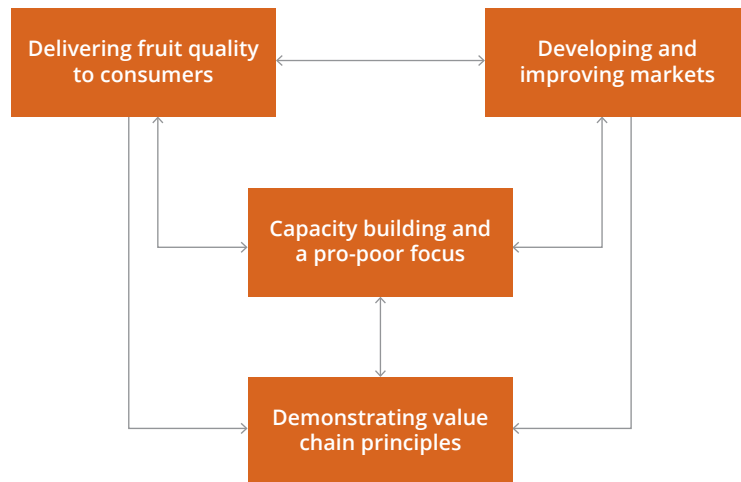 Delivering fruit quality
to consumers
Developing and
improving markets
Capacity building and
a pro-poor focus
Demonstrating value
chain principles